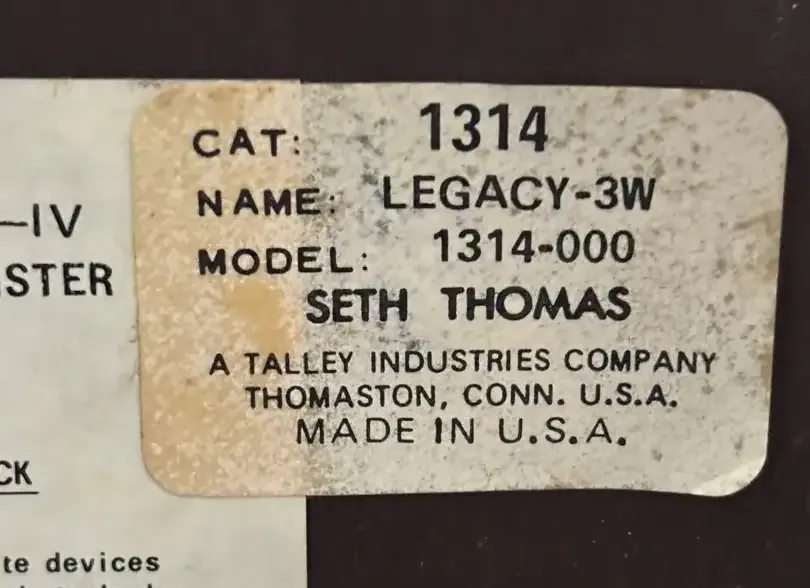 CAT: 1314
NAME: LEGACY-3W
MODEL: 1314-000
SETH THOMAS
A TALLEY INDUSTRIES COMPANY
THOMASTON, CONN. U.S.A.
MADE IN U.S.A.
—IV
STER
CK
te devices